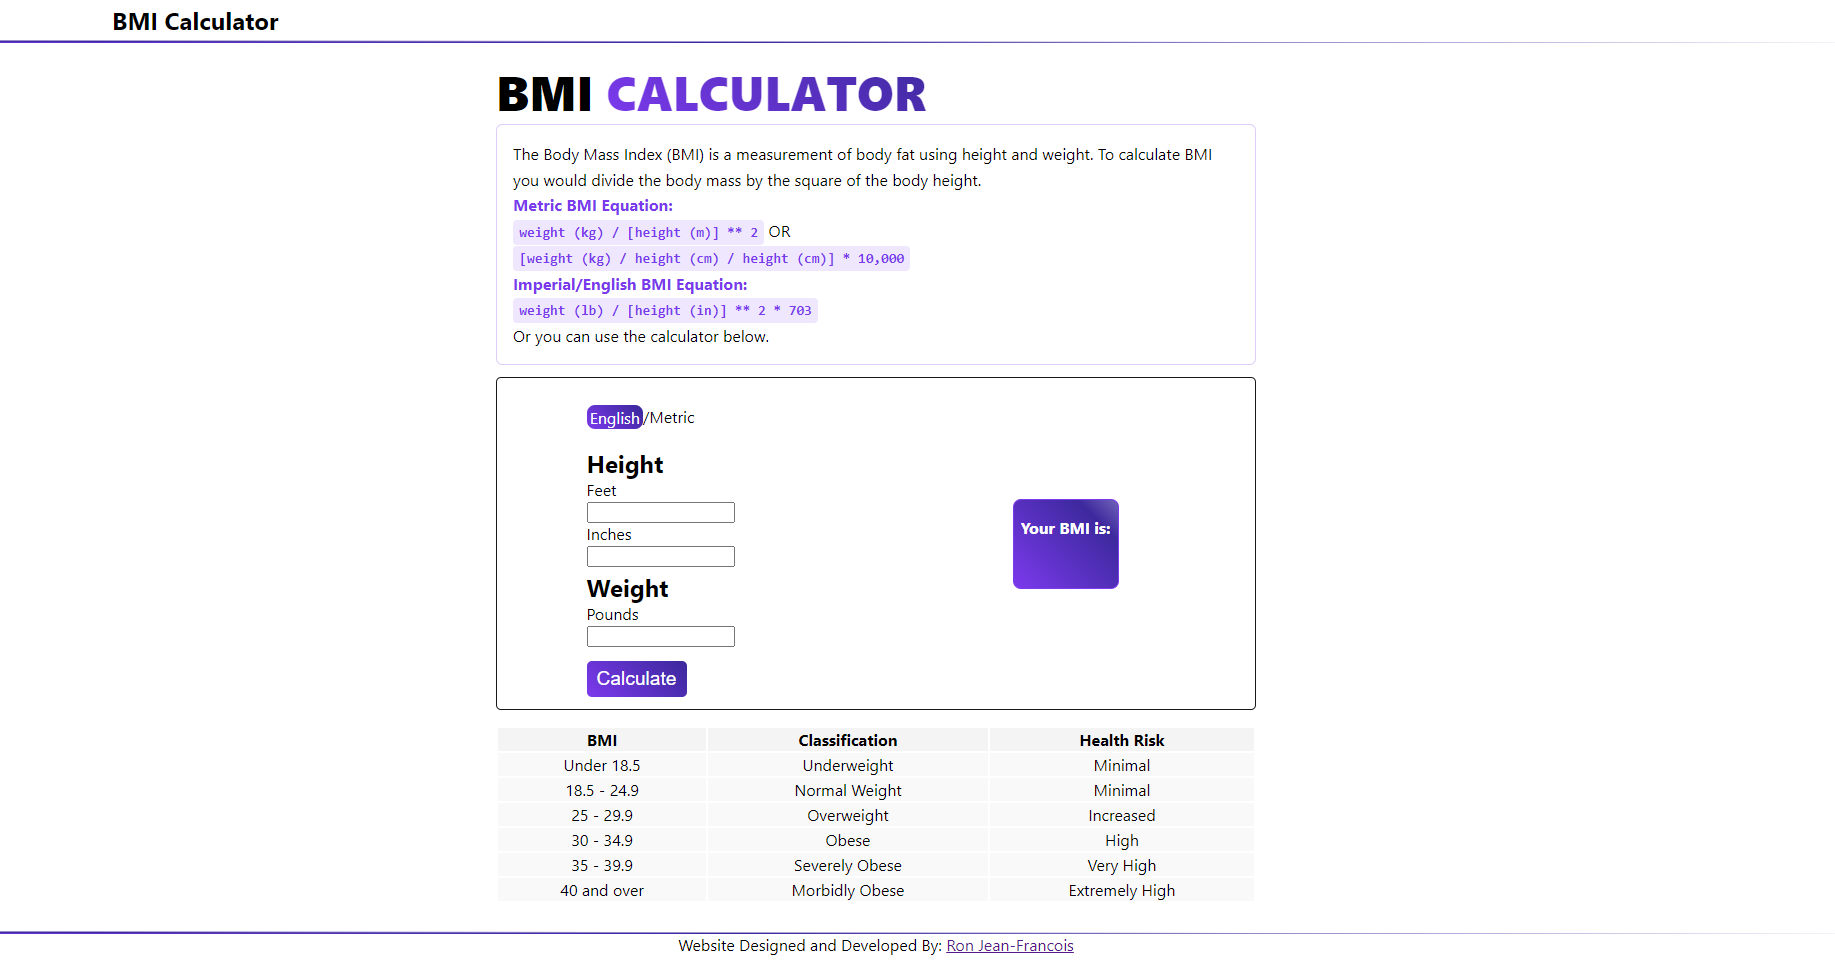 BMI Calculator
BMI CALCULATOR
The Body Mass Index (BMI) is a measurement of body fat using height and weight. To calculate BMI
you would divide the body mass by the square of the body height.
Metric BMI Equation:
weight (kg) / [height (m)] ** 2 OR
[weight (kg) / height (cm) / height (cm)] * 10,000
Imperial/English BMI Equation:
weight (lb) / [height (in)] ** 2 * 703
Or you can use the calculator below.
English/Metric
Height
Feet
Inches
Weight
Pounds
Calculate
Your BMI is:
BMI Classification Health Risk
Under 18.5 Underweight Minimal
18.5 - 24.9 Normal Weight Minimal
25 - 29.9 Overweight Increased
30 - 34.9 Obese High
35 - 39.9 Severely Obese Very High
40 and over Morbidly Obese Extremely High
Website Designed and Developed By: Ron Jean-Francois